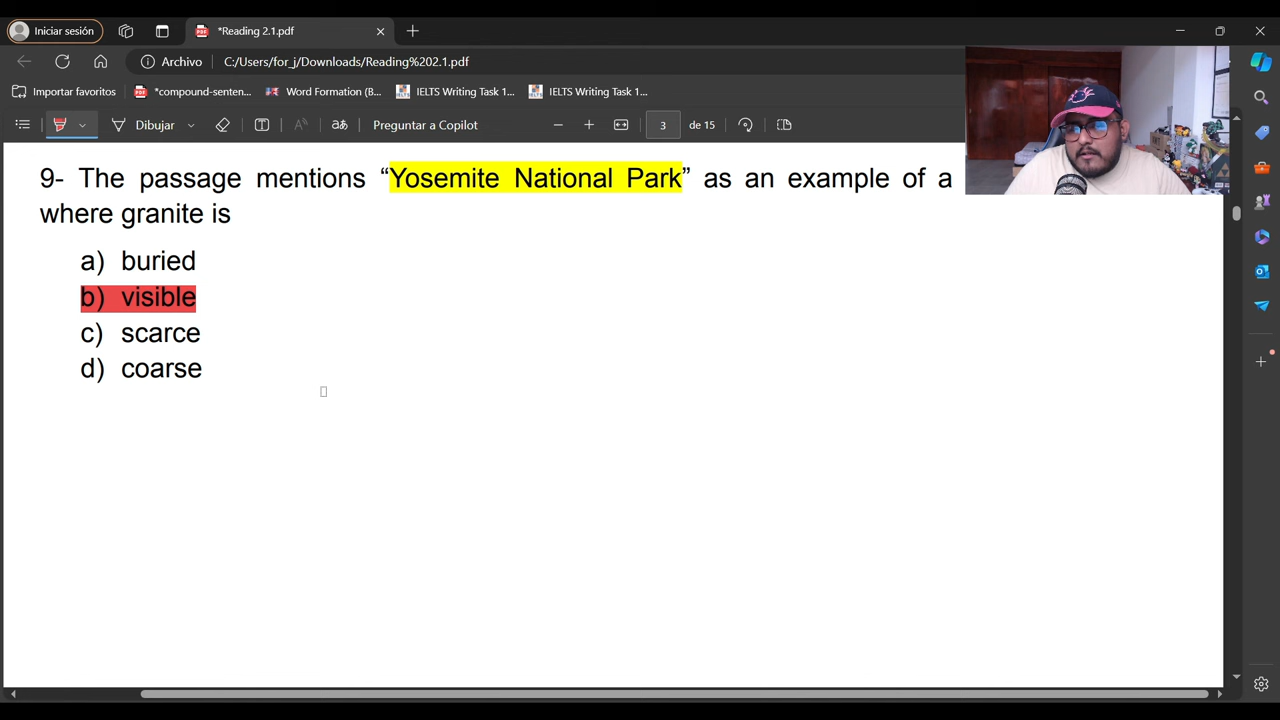 Iniciar sesión
*Reading 2.1.pdf
Archivo C:/Users/for_j/Downloads/Reading%202.1.pdf
Importar favoritos *compound-senten... Word Formation (B... IELTS Writing Task 1... IELTS Writing Task 1...
Dibujar Preguntar a Copilot 3 de 15
9- The passage mentions “Yosemite National Park” as an example of a
where granite is
a) buried
b) visible
c) scarce
d) coarse